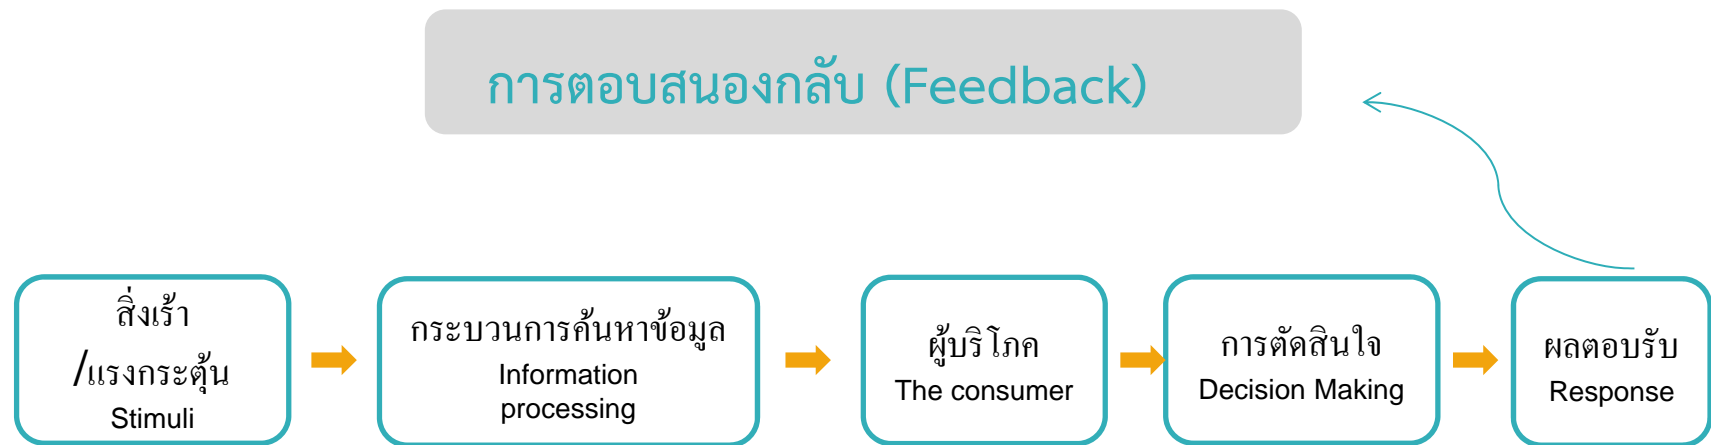 การตอบสนองกลับ (Feedback)
สิ่งเร้า
/แรงกระตุ้น
Stimuli
กระบวนการค้นหาข้อมูล
Information
processing
ผู้บริโภค
The consumer
การตัดสินใจ
Decision Making
ผลตอบรับ
Response